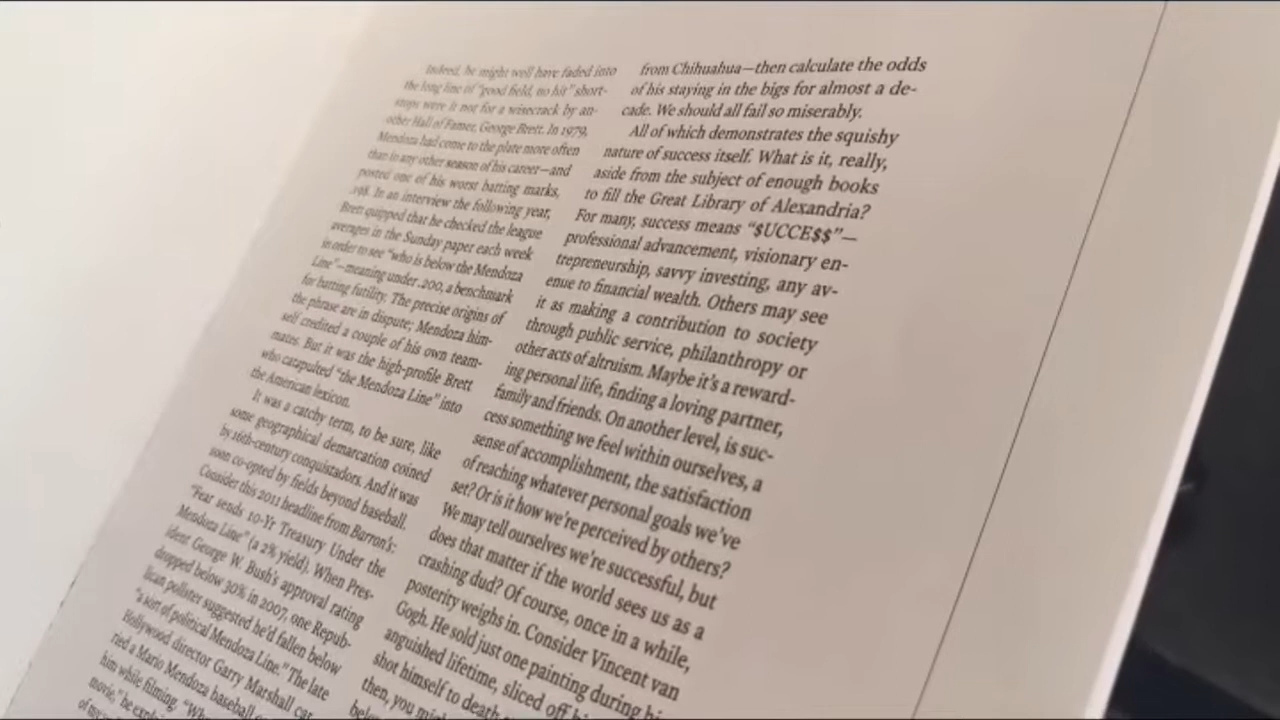 Indeed, he might well have faded into
the long line of "good field, no hit" short-
stops were it not for a wisecrack by an-
other Hall of Famer, George Brett. In 1979,
Mendoza had come to the plate more often
than in any other season of his career—and
posted one of his worst batting marks,
.198. In an interview the following year,
Brett quipped that he checked the league
averages in the Sunday paper each week
in order to see "who is below the Mendoza
Line"—meaning under .200, a benchmark
for batting futility. The precise origins of
the phrase are in dispute; Mendoza him-
self credited a couple of his own team-
mates. But it was the high-profile Brett
who catapulted "the Mendoza Line" into
the American lexicon.
It was a catchy term, to be sure, like
some geographical demarcation coined
by 16th-century conquistadors. And it was
soon co-opted by fields beyond baseball.
Consider this 2011 headline from Barron's:
"Fear sends 10-Yr Treasury Under the
Mendoza Line" (a 2% yield). When Pres-
ident George W. Bush's approval rating
dropped below 30% in 2007, one Repub-
lican pollster suggested he'd fallen below
"a sort of political Mendoza Line." The late
Hollywood director Garry Marshall car-
ried a Mario Mendoza baseball
him while filming.
movie," he
of my
from Chihuahua—then calculate the odds
of his staying in the bigs for almost a de-
cade. We should all fail so miserably.
All of which demonstrates the squishy
nature of success itself. What is it, really,
aside from the subject of enough books
to fill the Great Library of Alexandria?
For many, success means "$UCCE$$"—
professional advancement, visionary en-
trepreneurship, savvy investing, any av-
enue to financial wealth. Others may see
it as making a contribution to society
through public service, philanthropy or
other acts of altruism. Maybe it's a reward-
ing personal life, finding a loving partner,
family and friends. On another level, is suc-
cess something we feel within ourselves, a
sense of accomplishment, the satisfaction
of reaching whatever personal goals we've
set? Or is it how we're perceived by others?
We may tell ourselves we're successful, but
does that matter if the world sees us as a
crashing dud? Of course, once in a while,
posterity weighs in. Consider Vincent van
Gogh. He sold just one painting during his
anguished lifetime, sliced off
shot himself to death
then, you